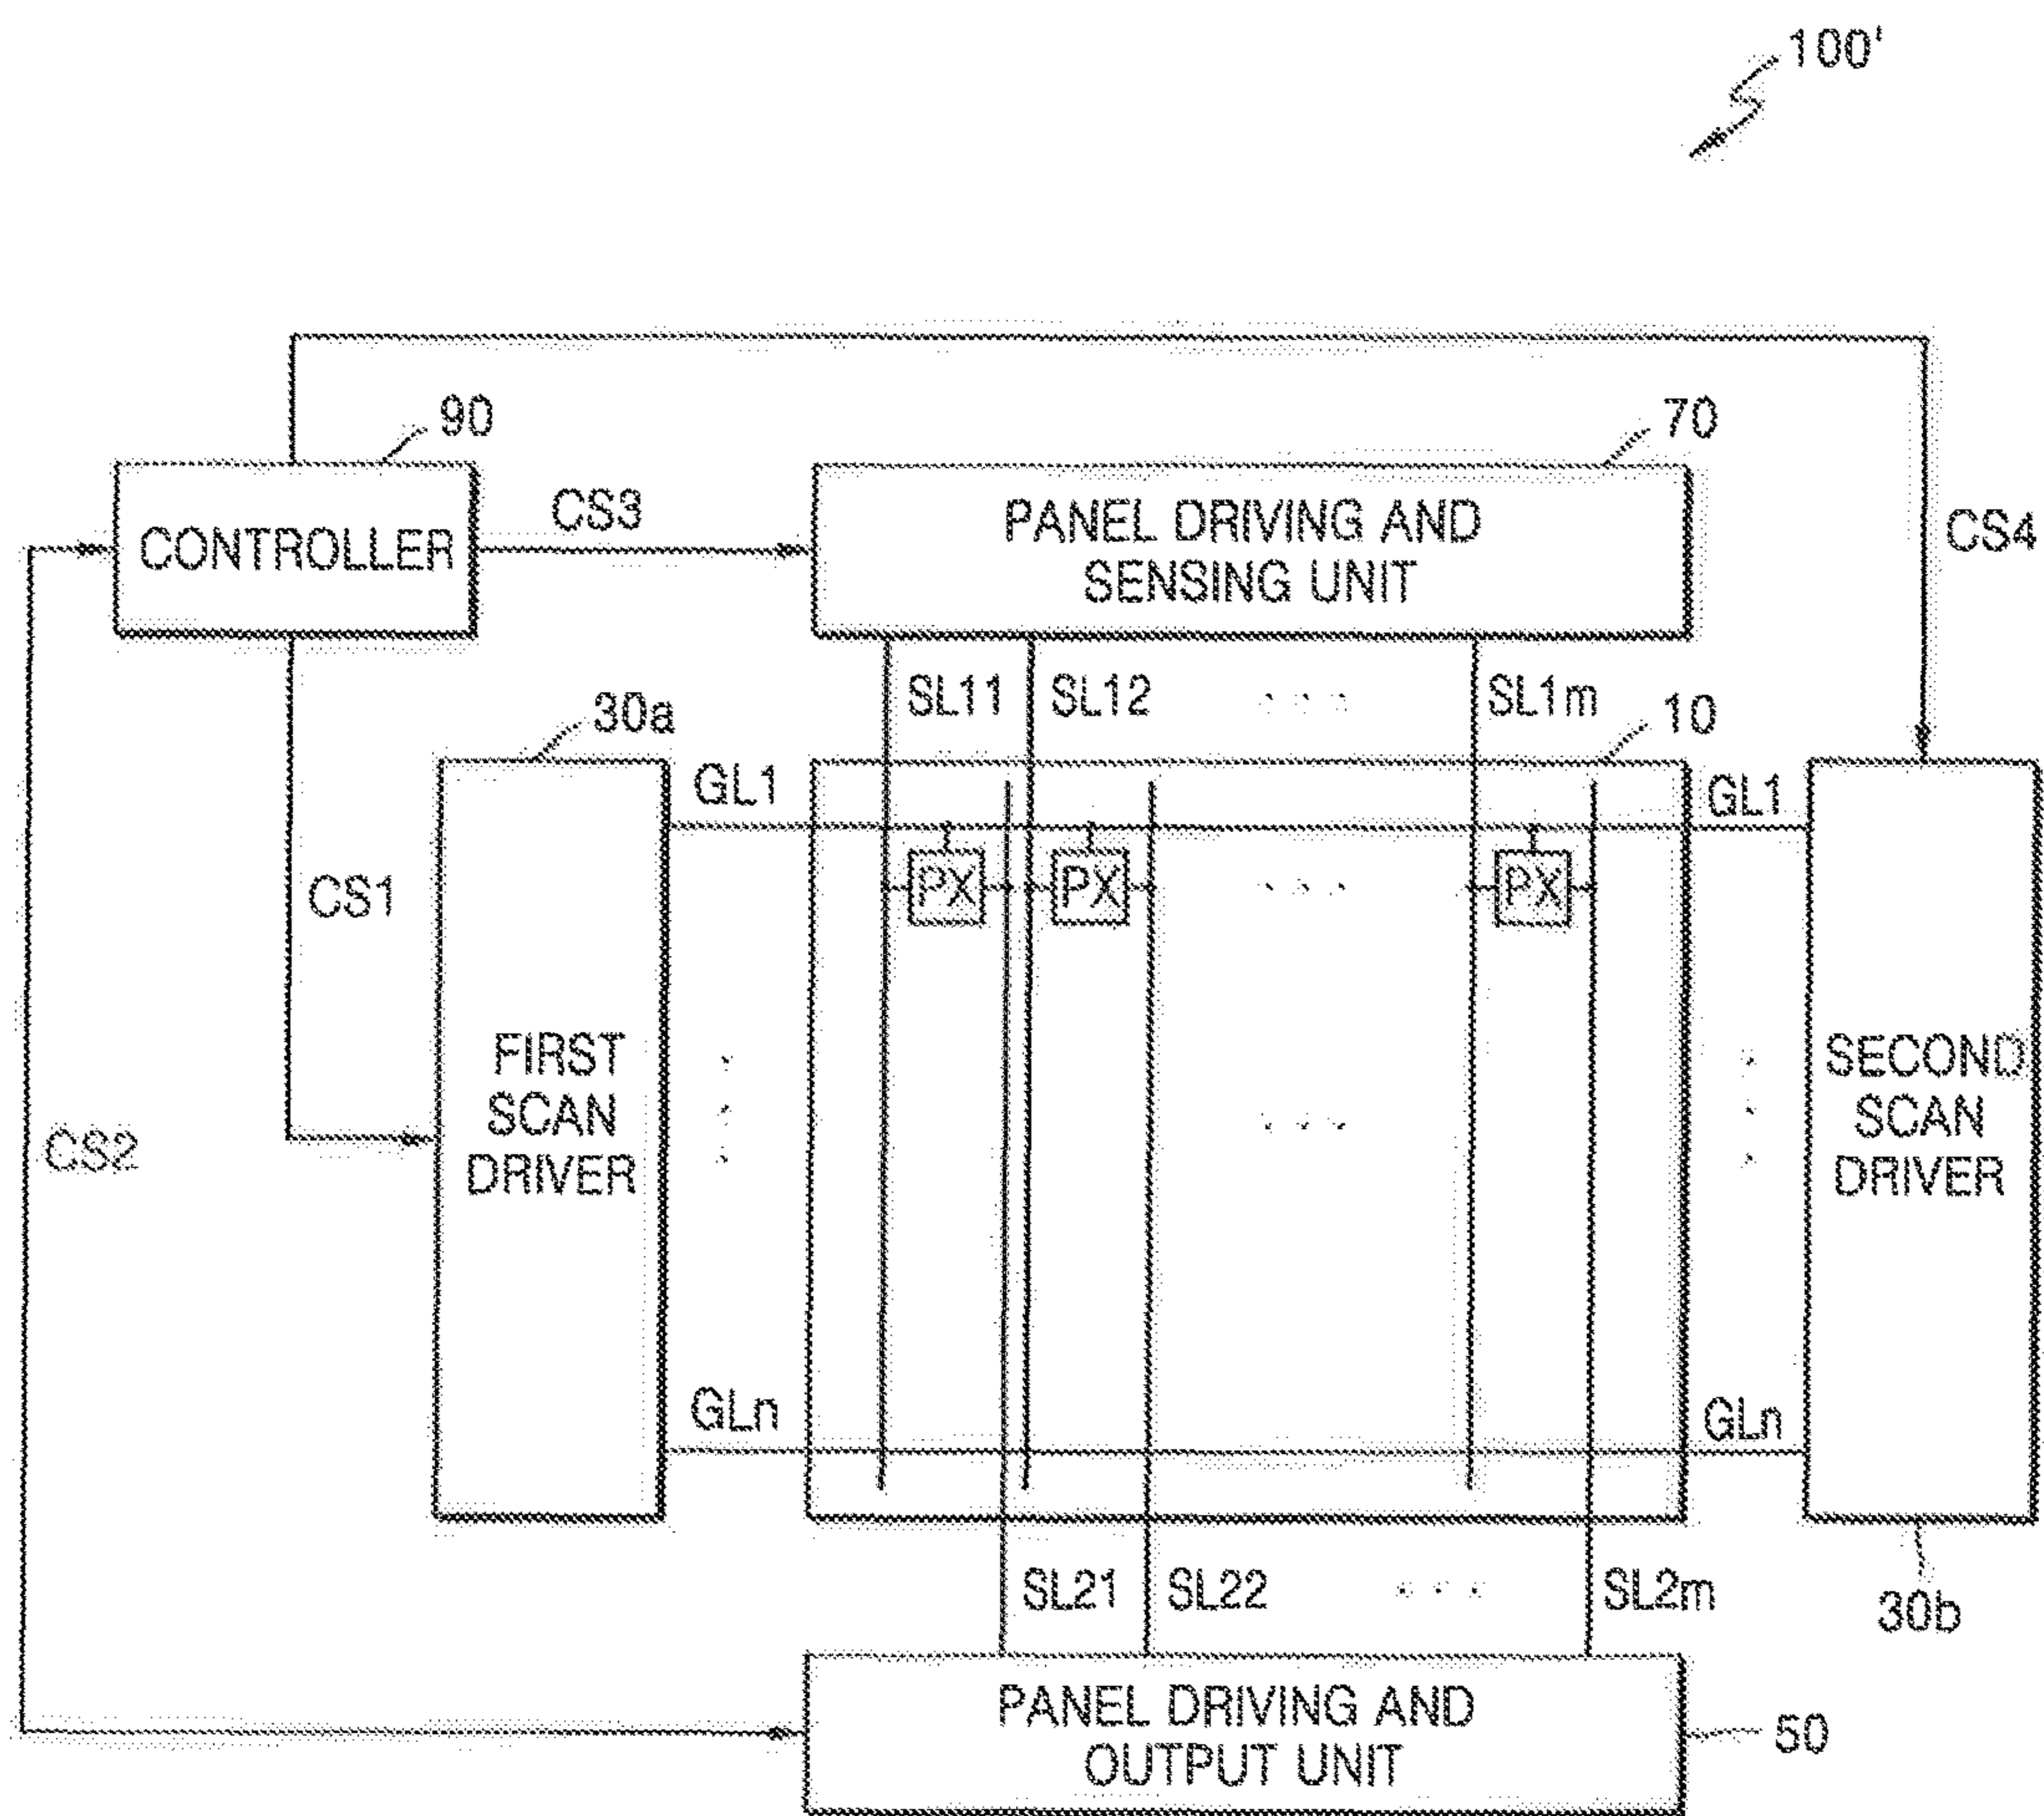 100'
90
70
CONTROLLER
CS3
PANEL DRIVING AND
SENSING UNIT
CS4
30a
SL11
SL12
. . .
SL1m
10
GL1
GL1
PX
PX
. . .
PX
CS1
FIRST
SCAN
DRIVER
. . .
SECOND
SCAN
DRIVER
CS2
GLn
GLn
SL21
SL22
. . .
SL2m
30b
PANEL DRIVING AND
OUTPUT UNIT
50